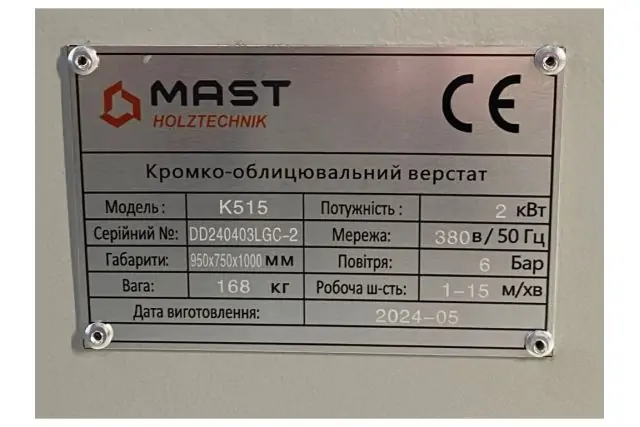 MAST
HOLZTECHNIK
CE
Кромко-облицювальний верстат
Модель: K515 Потужність: 2 кВт
Серійний №: DD240403LGC-2 Мережа: 380в/ 50 Гц
Габарити: 950x750x1000 мм Повітря: 6 Бар
Вага: 168 кг Робоча ш-сть: 1-15 м/хв
Дата виготовлення: 2024-05